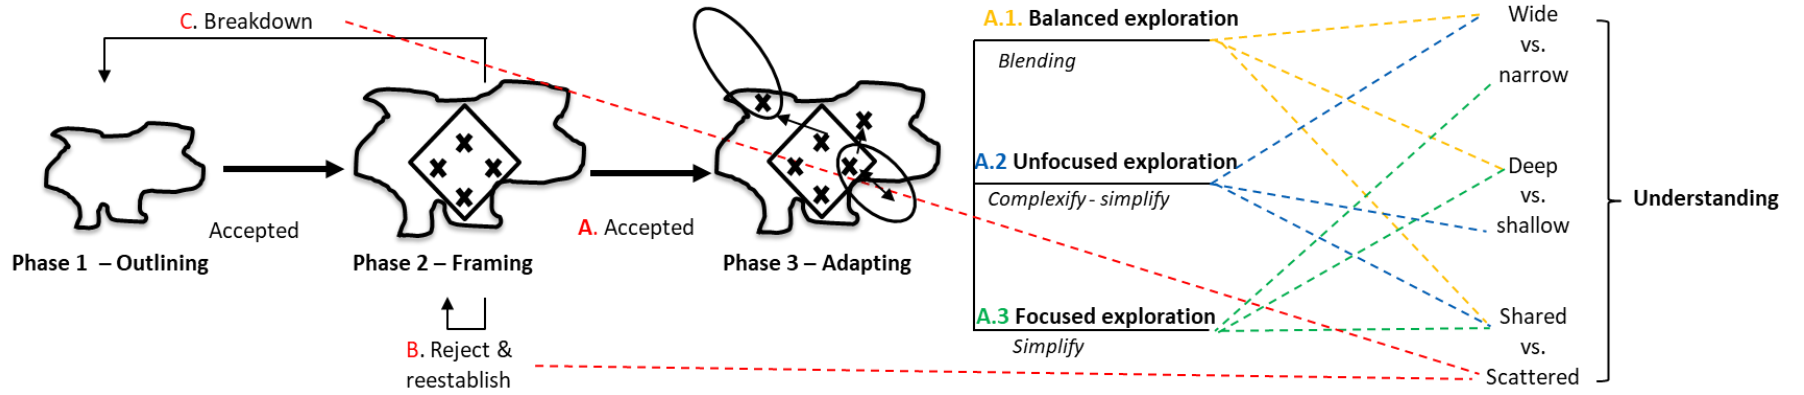 C. Breakdown
Accepted
A. Accepted
Phase 1 – Outlining
Phase 2 – Framing
Phase 3 – Adapting
B. Reject &
reestablish
A.1. Balanced exploration
Blending
A.2 Unfocused exploration
Complexify - simplify
A.3 Focused exploration
Simplify
Wide
vs.
narrow
Deep
vs.
shallow
Shared
vs.
Scattered
Understanding